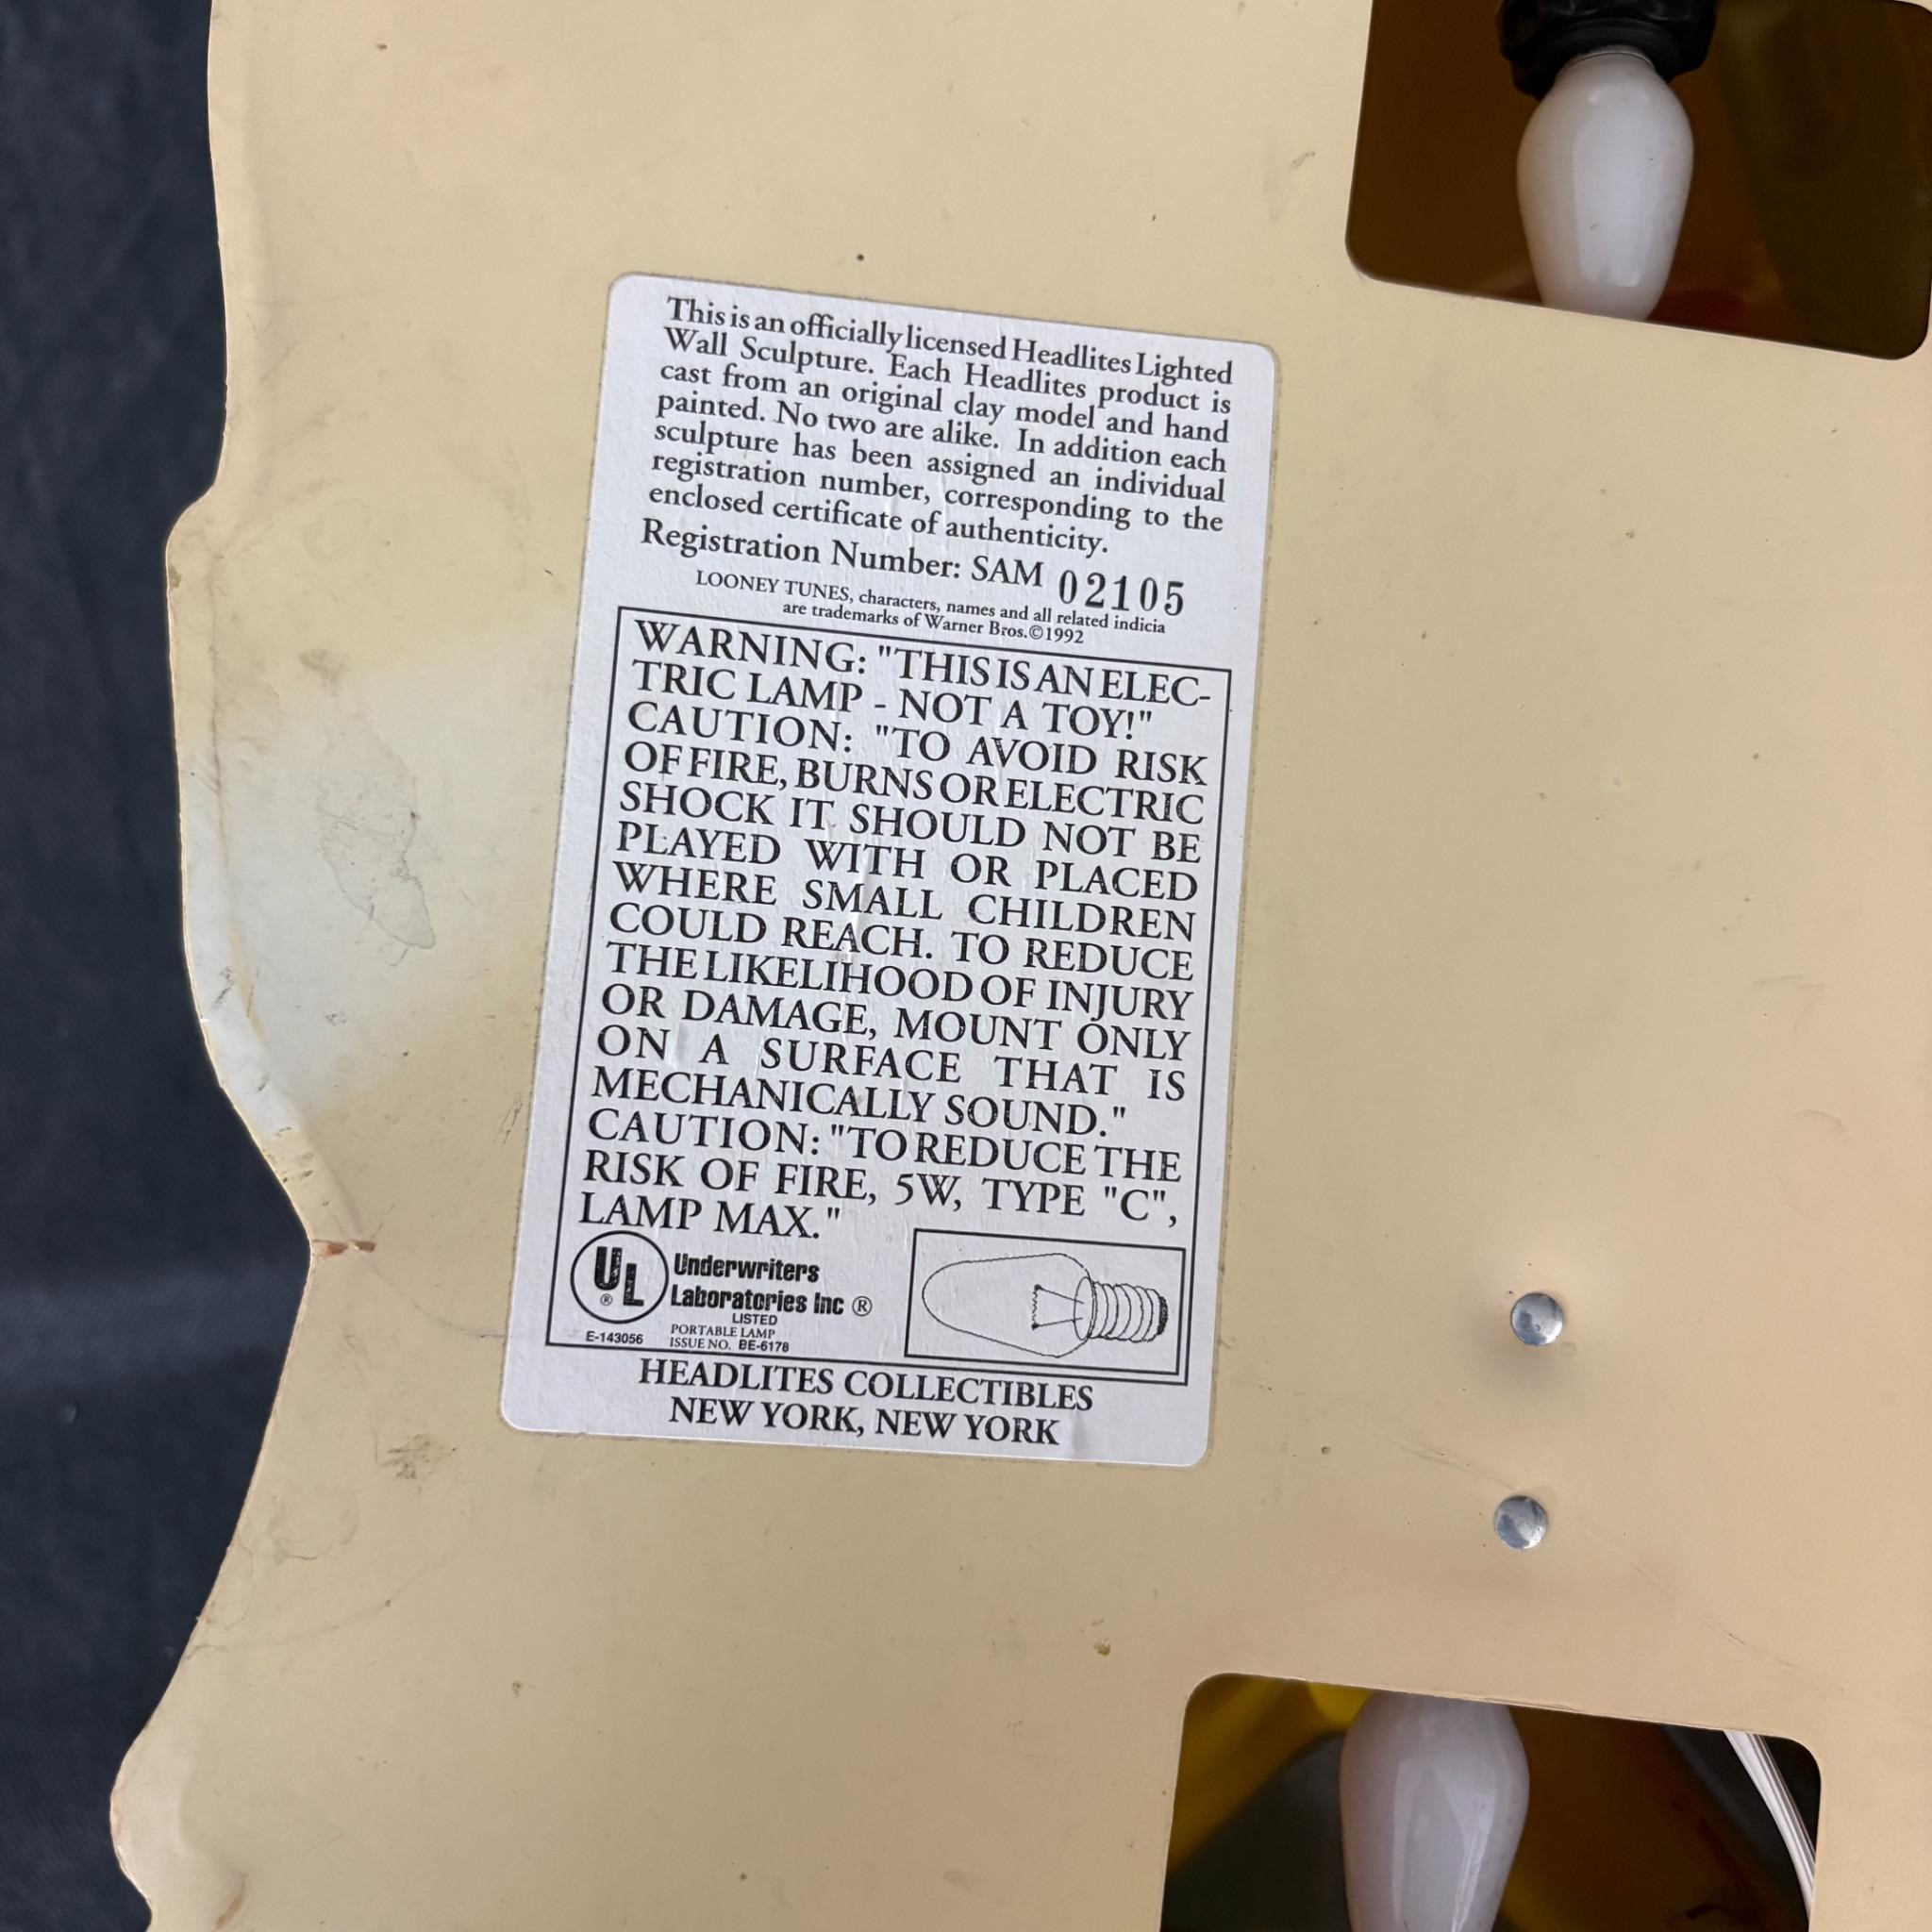 This is an officially licensed Headlites Lighted
Wall Sculpture. Each Headlites product is
cast from an original clay model and hand
painted. No two are alike. In addition each
sculpture has been assigned an individual
registration number, corresponding to the
enclosed certificate of authenticity.
Registration Number: SAM 02105
LOONEY TUNES, characters, names and all related indicia
are trademarks of Warner Bros.©1992
WARNING: "THIS IS AN ELEC-
TRIC LAMP - NOT A TOY!"
CAUTION: "TO AVOID RISK
OF FIRE, BURNS OR ELECTRIC
SHOCK IT SHOULD NOT BE
PLAYED WITH OR PLACED
WHERE SMALL CHILDREN
COULD REACH. TO REDUCE
THE LIKELIHOOD OF INJURY
OR DAMAGE, MOUNT ONLY
ON A SURFACE THAT IS
MECHANICALLY SOUND."
CAUTION: "TO REDUCE THE
RISK OF FIRE, 5W, TYPE "C",
LAMP MAX."
UL ®
Underwriters
Laboratories Inc ®
LISTED
E-143056
PORTABLE LAMP
ISSUE NO. BE-6178
HEADLITES COLLECTIBLES
NEW YORK, NEW YORK